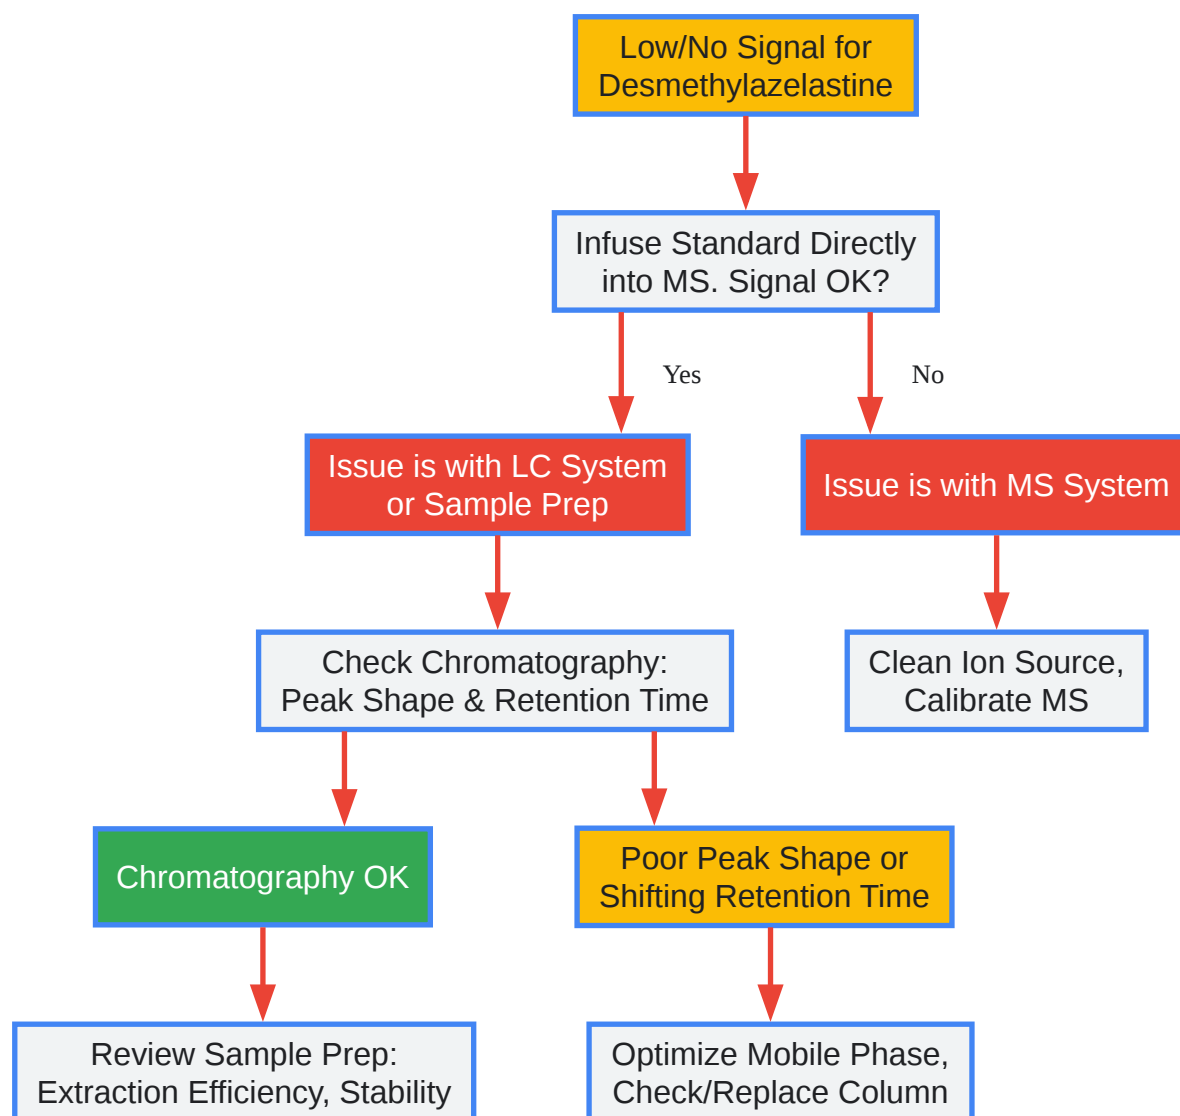 Low/No Signal for
Desmethylazelastine
Infuse Standard Directly
into MS. Signal OK?
Yes
No
Issue is with LC System
or Sample Prep
Issue is with MS System
Check Chromatography:
Peak Shape & Retention Time
Clean Ion Source,
Calibrate MS
Chromatography OK
Poor Peak Shape or
Shifting Retention Time
Review Sample Prep:
Extraction Efficiency, Stability
Optimize Mobile Phase,
Check/Replace Column